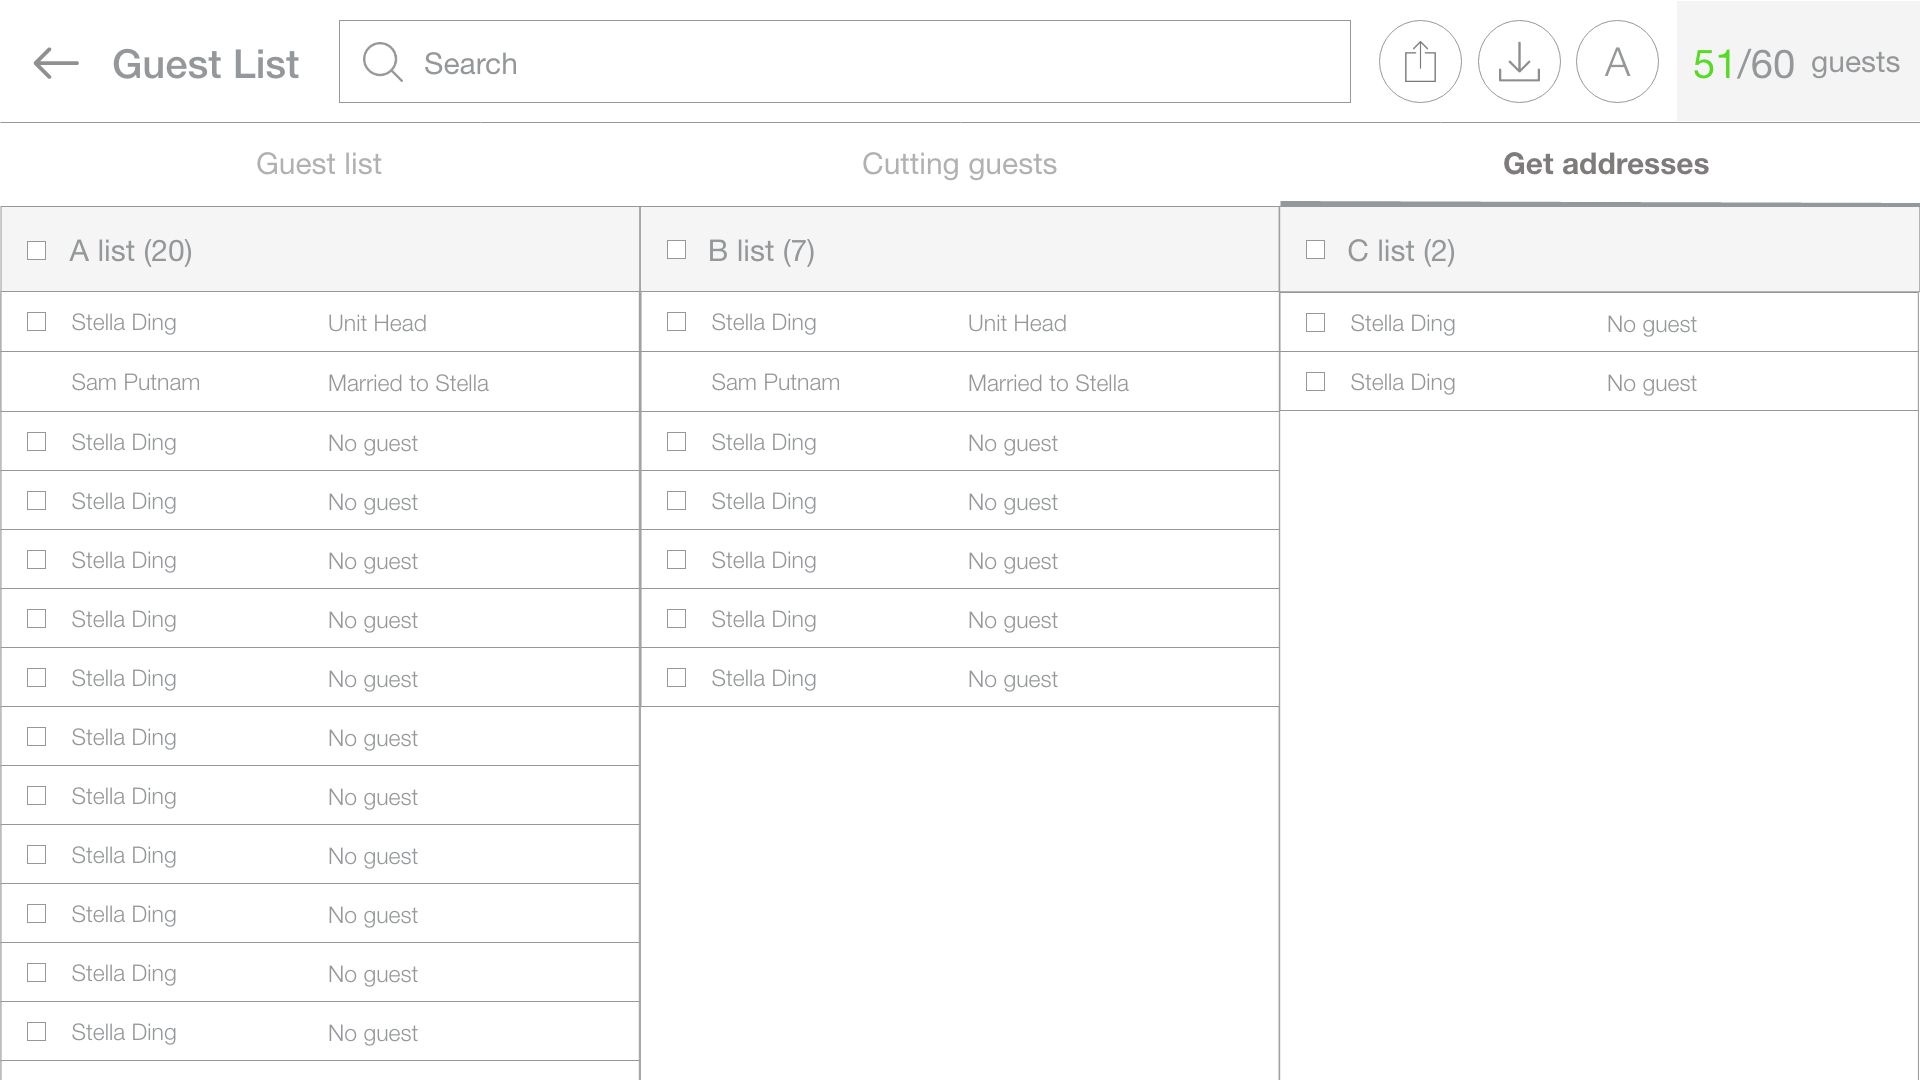 Guest List
Search
A
51/60 guests
Guest list
Cutting guests
Get addresses
A list (20)
Stella Ding Unit Head
Sam Putnam Married to Stella
Stella Ding No guest
Stella Ding No guest
Stella Ding No guest
Stella Ding No guest
Stella Ding No guest
Stella Ding No guest
Stella Ding No guest
Stella Ding No guest
Stella Ding No guest
Stella Ding No guest
Stella Ding No guest
B list (7)
Stella Ding Unit Head
Sam Putnam Married to Stella
Stella Ding No guest
Stella Ding No guest
Stella Ding No guest
Stella Ding No guest
Stella Ding No guest
C list (2)
Stella Ding No guest
Stella Ding No guest